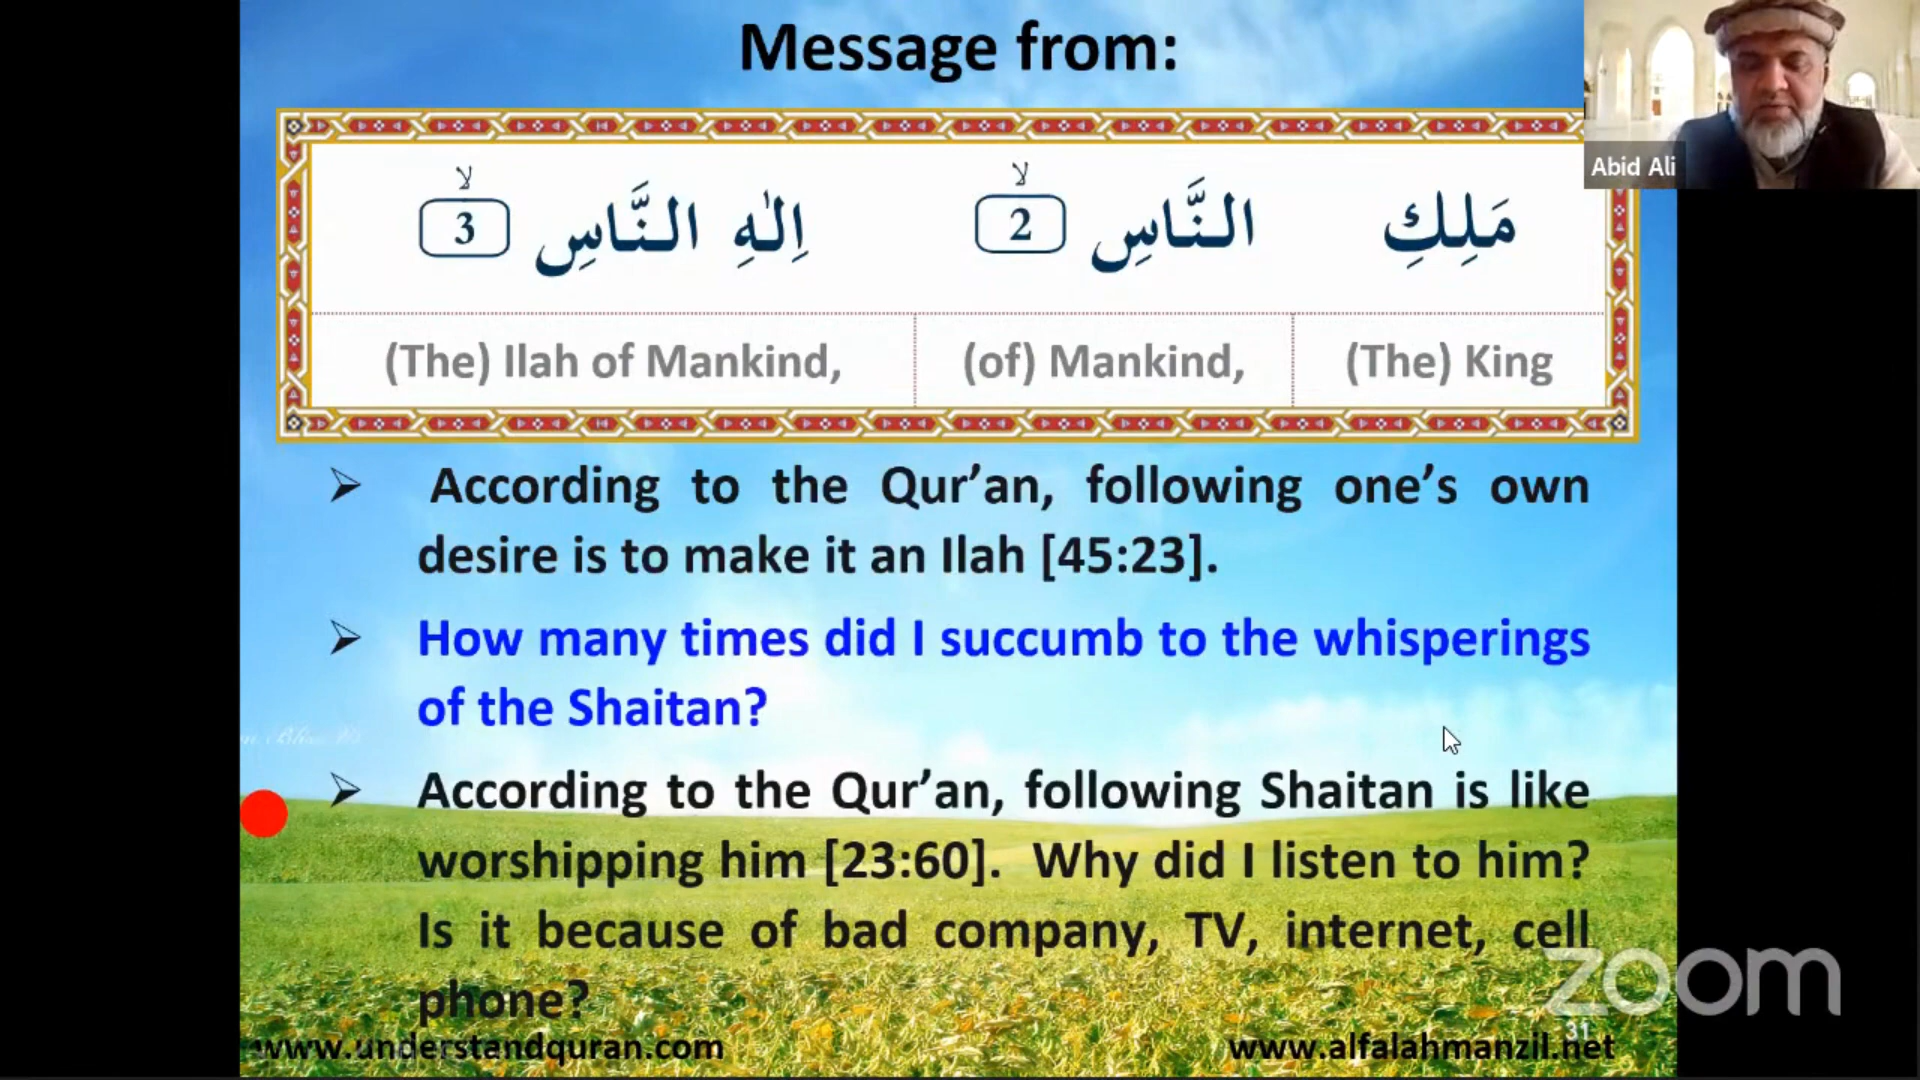 Message from:
Abid Ali
مَلِكِ النَّاسِ ۙ 2 اِلٰهِ النَّاسِ ۙ 3
(The) Ilah of Mankind, (of) Mankind, (The) King
➢ According to the Qur’an, following one’s own
desire is to make it an Ilah [45:23].
➢ How many times did I succumb to the whisperings
of the Shaitan?
➢ According to the Qur’an, following Shaitan is like
worshipping him [23:60]. Why did I listen to him?
Is it because of bad company, TV, internet, cell
phone?
zoom
31
www.understandquran.com
www.alfalahmanzil.net